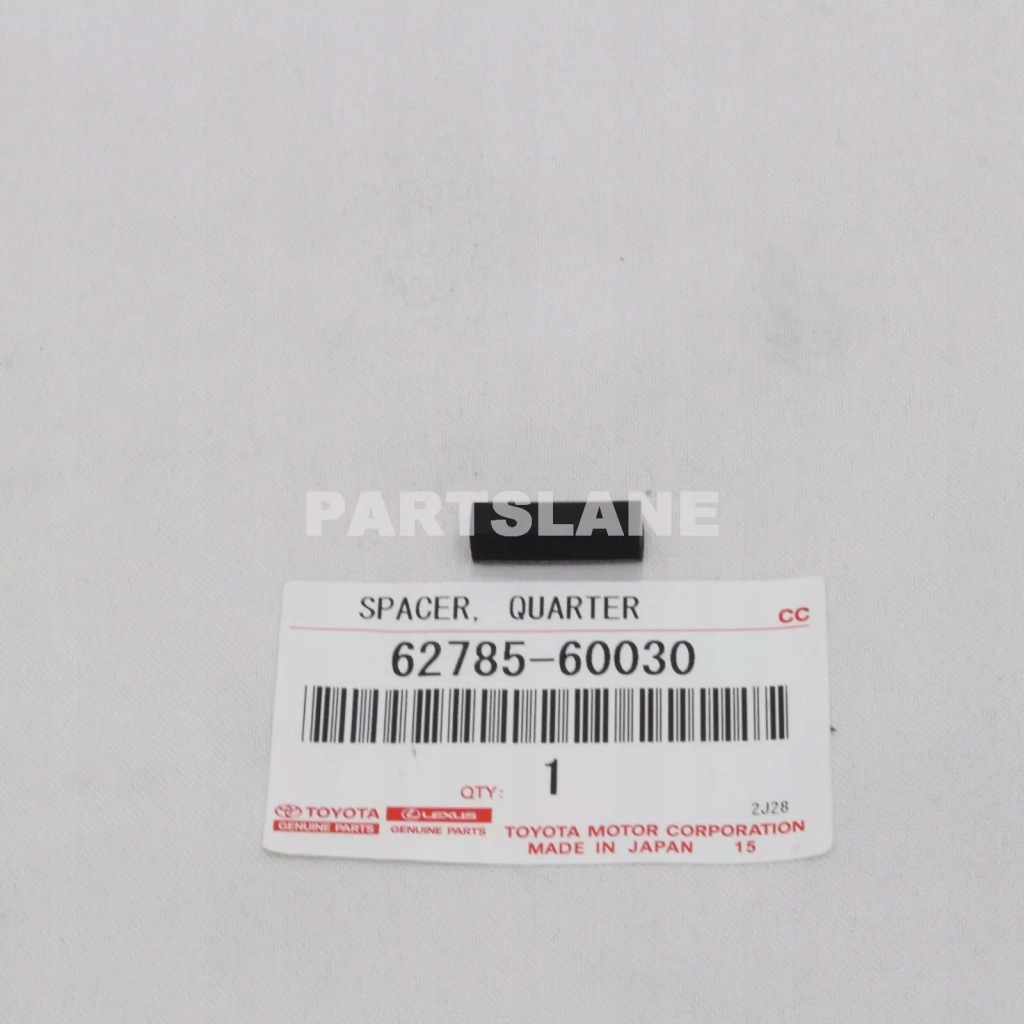 PARTSLANE
SPACER, QUARTER
CC
62785-60030
QTY: 1
2J28
TOYOTA
GENUINE PARTS
LEXUS
GENUINE PARTS
TOYOTA MOTOR CORPORATION
MADE IN JAPAN 15